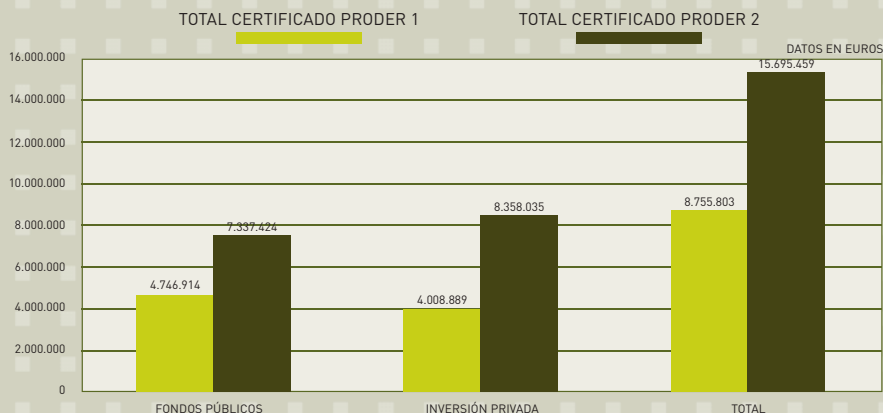 TOTAL CERTIFICADO PRODER 1
TOTAL CERTIFICADO PRODER 2
DATOS EN EUROS
16.000.000
14.000.000
12.000.000
10.000.000
8.000.000
6.000.000
4.000.000
2.000.000
0
4.746.914
7.337.424
4.008.889
8.358.035
8.755.803
15.695.459
FONDOS PÚBLICOS
INVERSIÓN PRIVADA
TOTAL